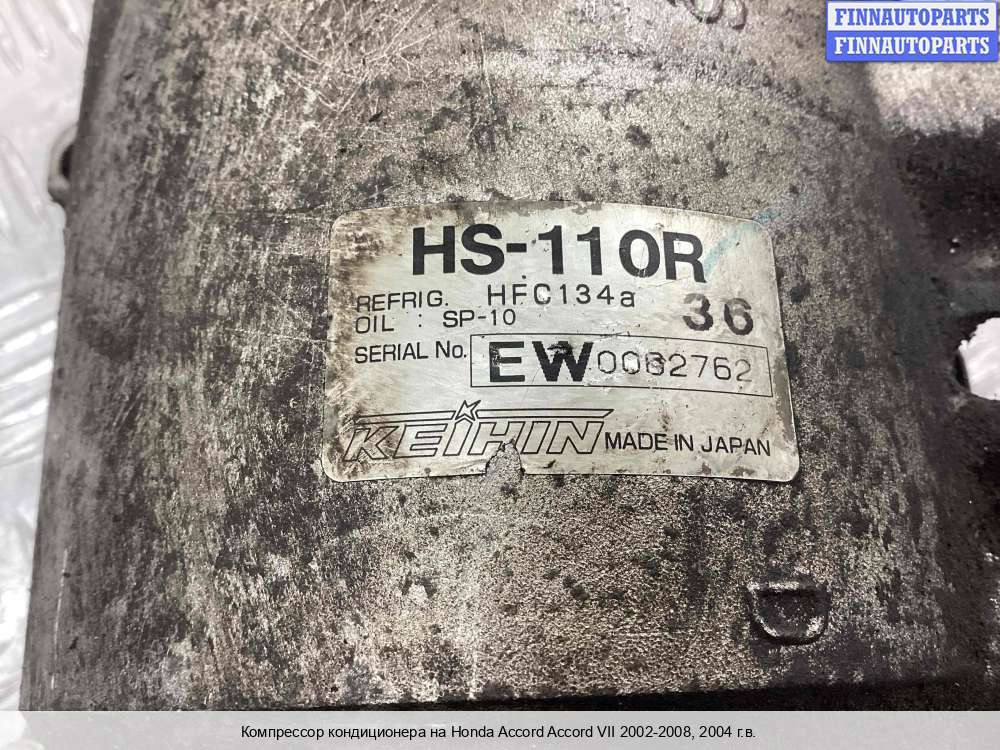 FINNAUTOPARTS
FINNAUTOPARTS
HS-110R
REFRIG. HFC134a 36
OIL : SP-10
SERIAL No. EW0082762
KEIHIN MADE IN JAPAN
Компрессор кондиционера на Honda Accord Accord VII 2002-2008, 2004 г.в.